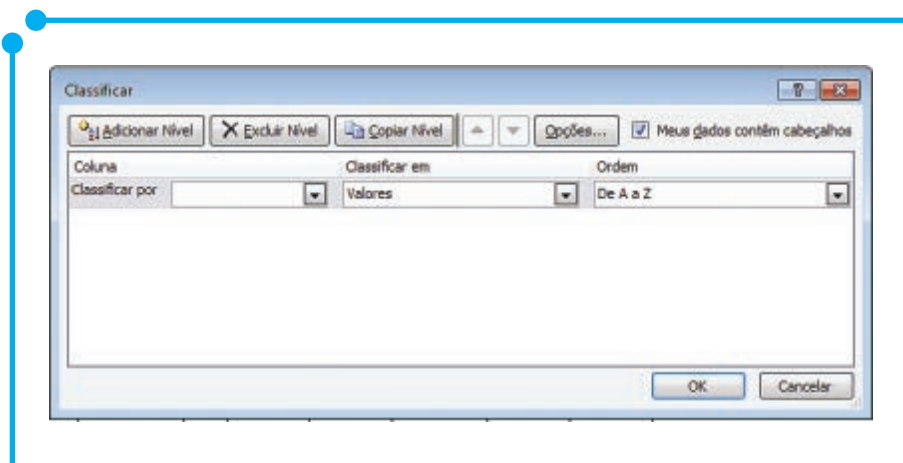 Classificar
Adicionar Nível Excluir Nível Copiar Nível Opções... Meus dados contêm cabeçalhos
Coluna Classificar em Ordem
Classificar por Valores De A a Z
OK Cancelar